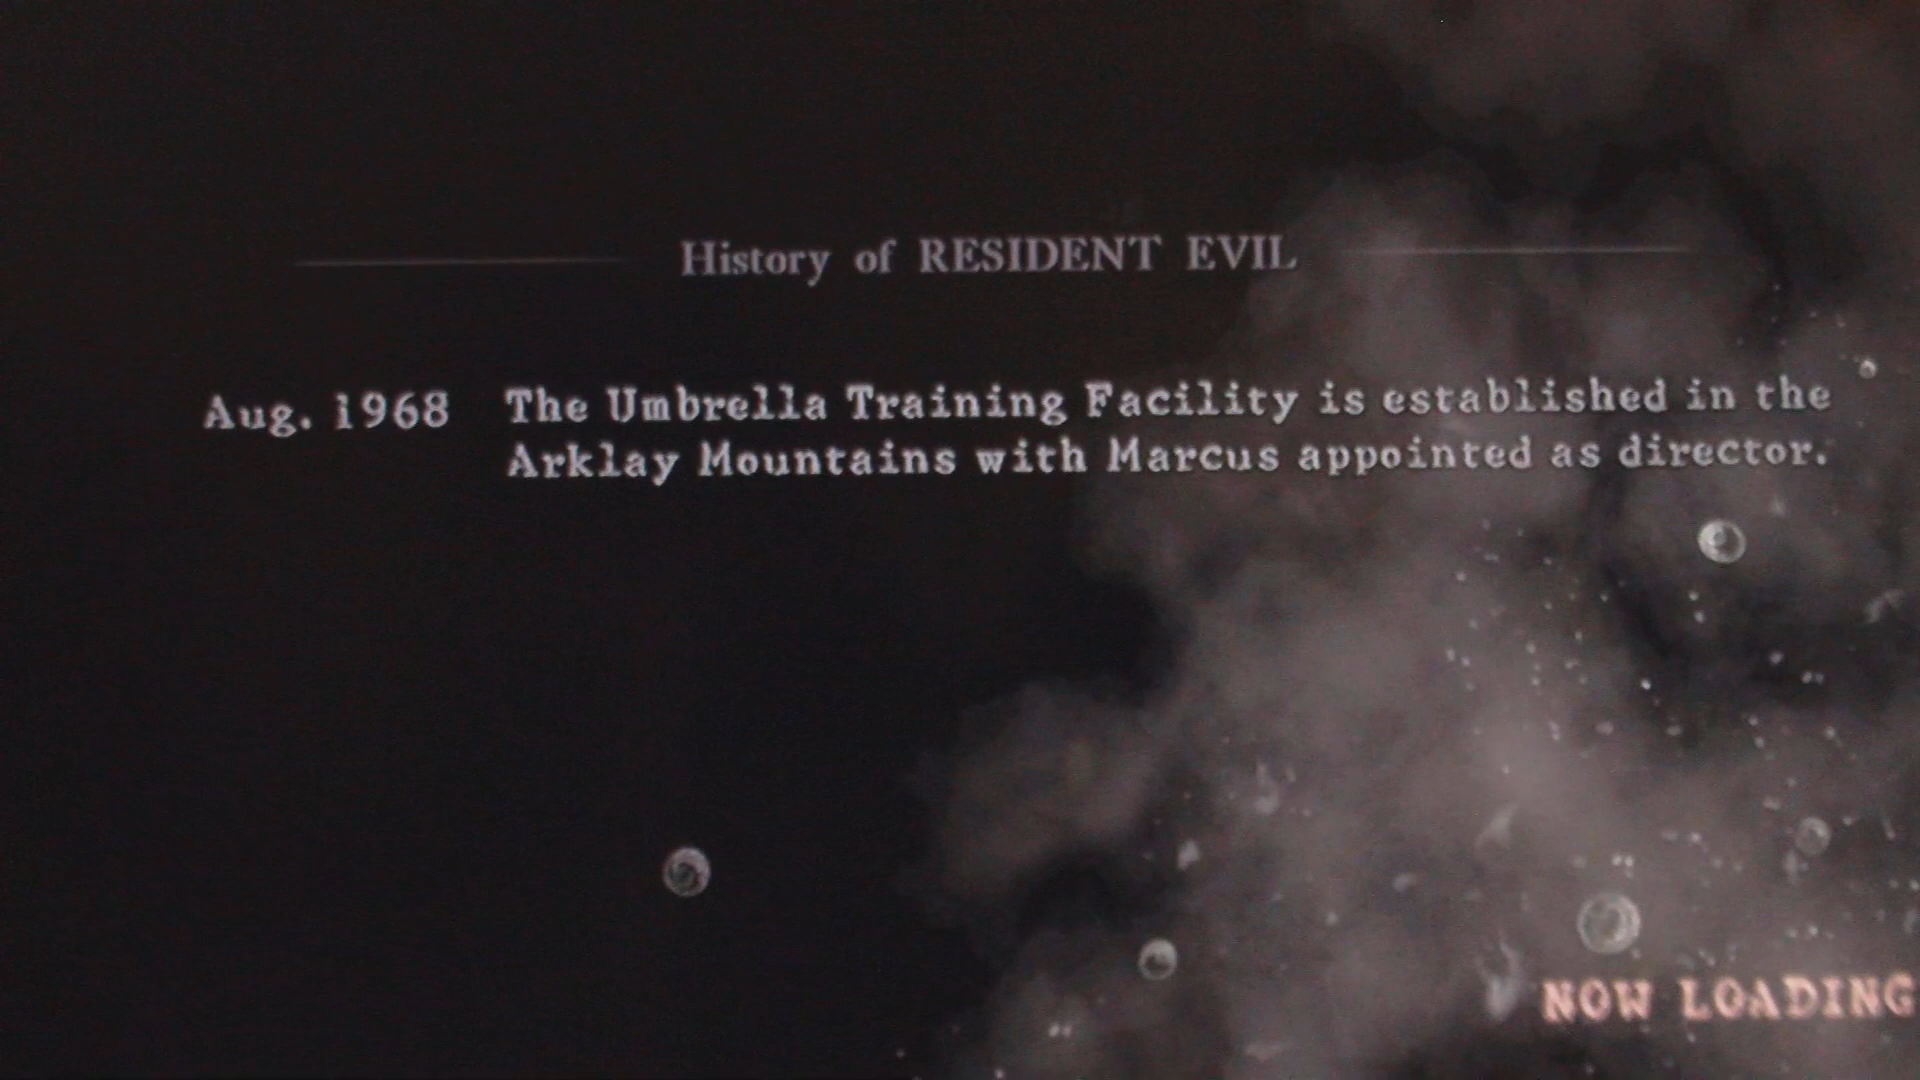 History of RESIDENT EVIL
Aug. 1968 The Umbrella Training Facility is established in the
Arklay Mountains with Marcus appointed as director.
NOW LOADING